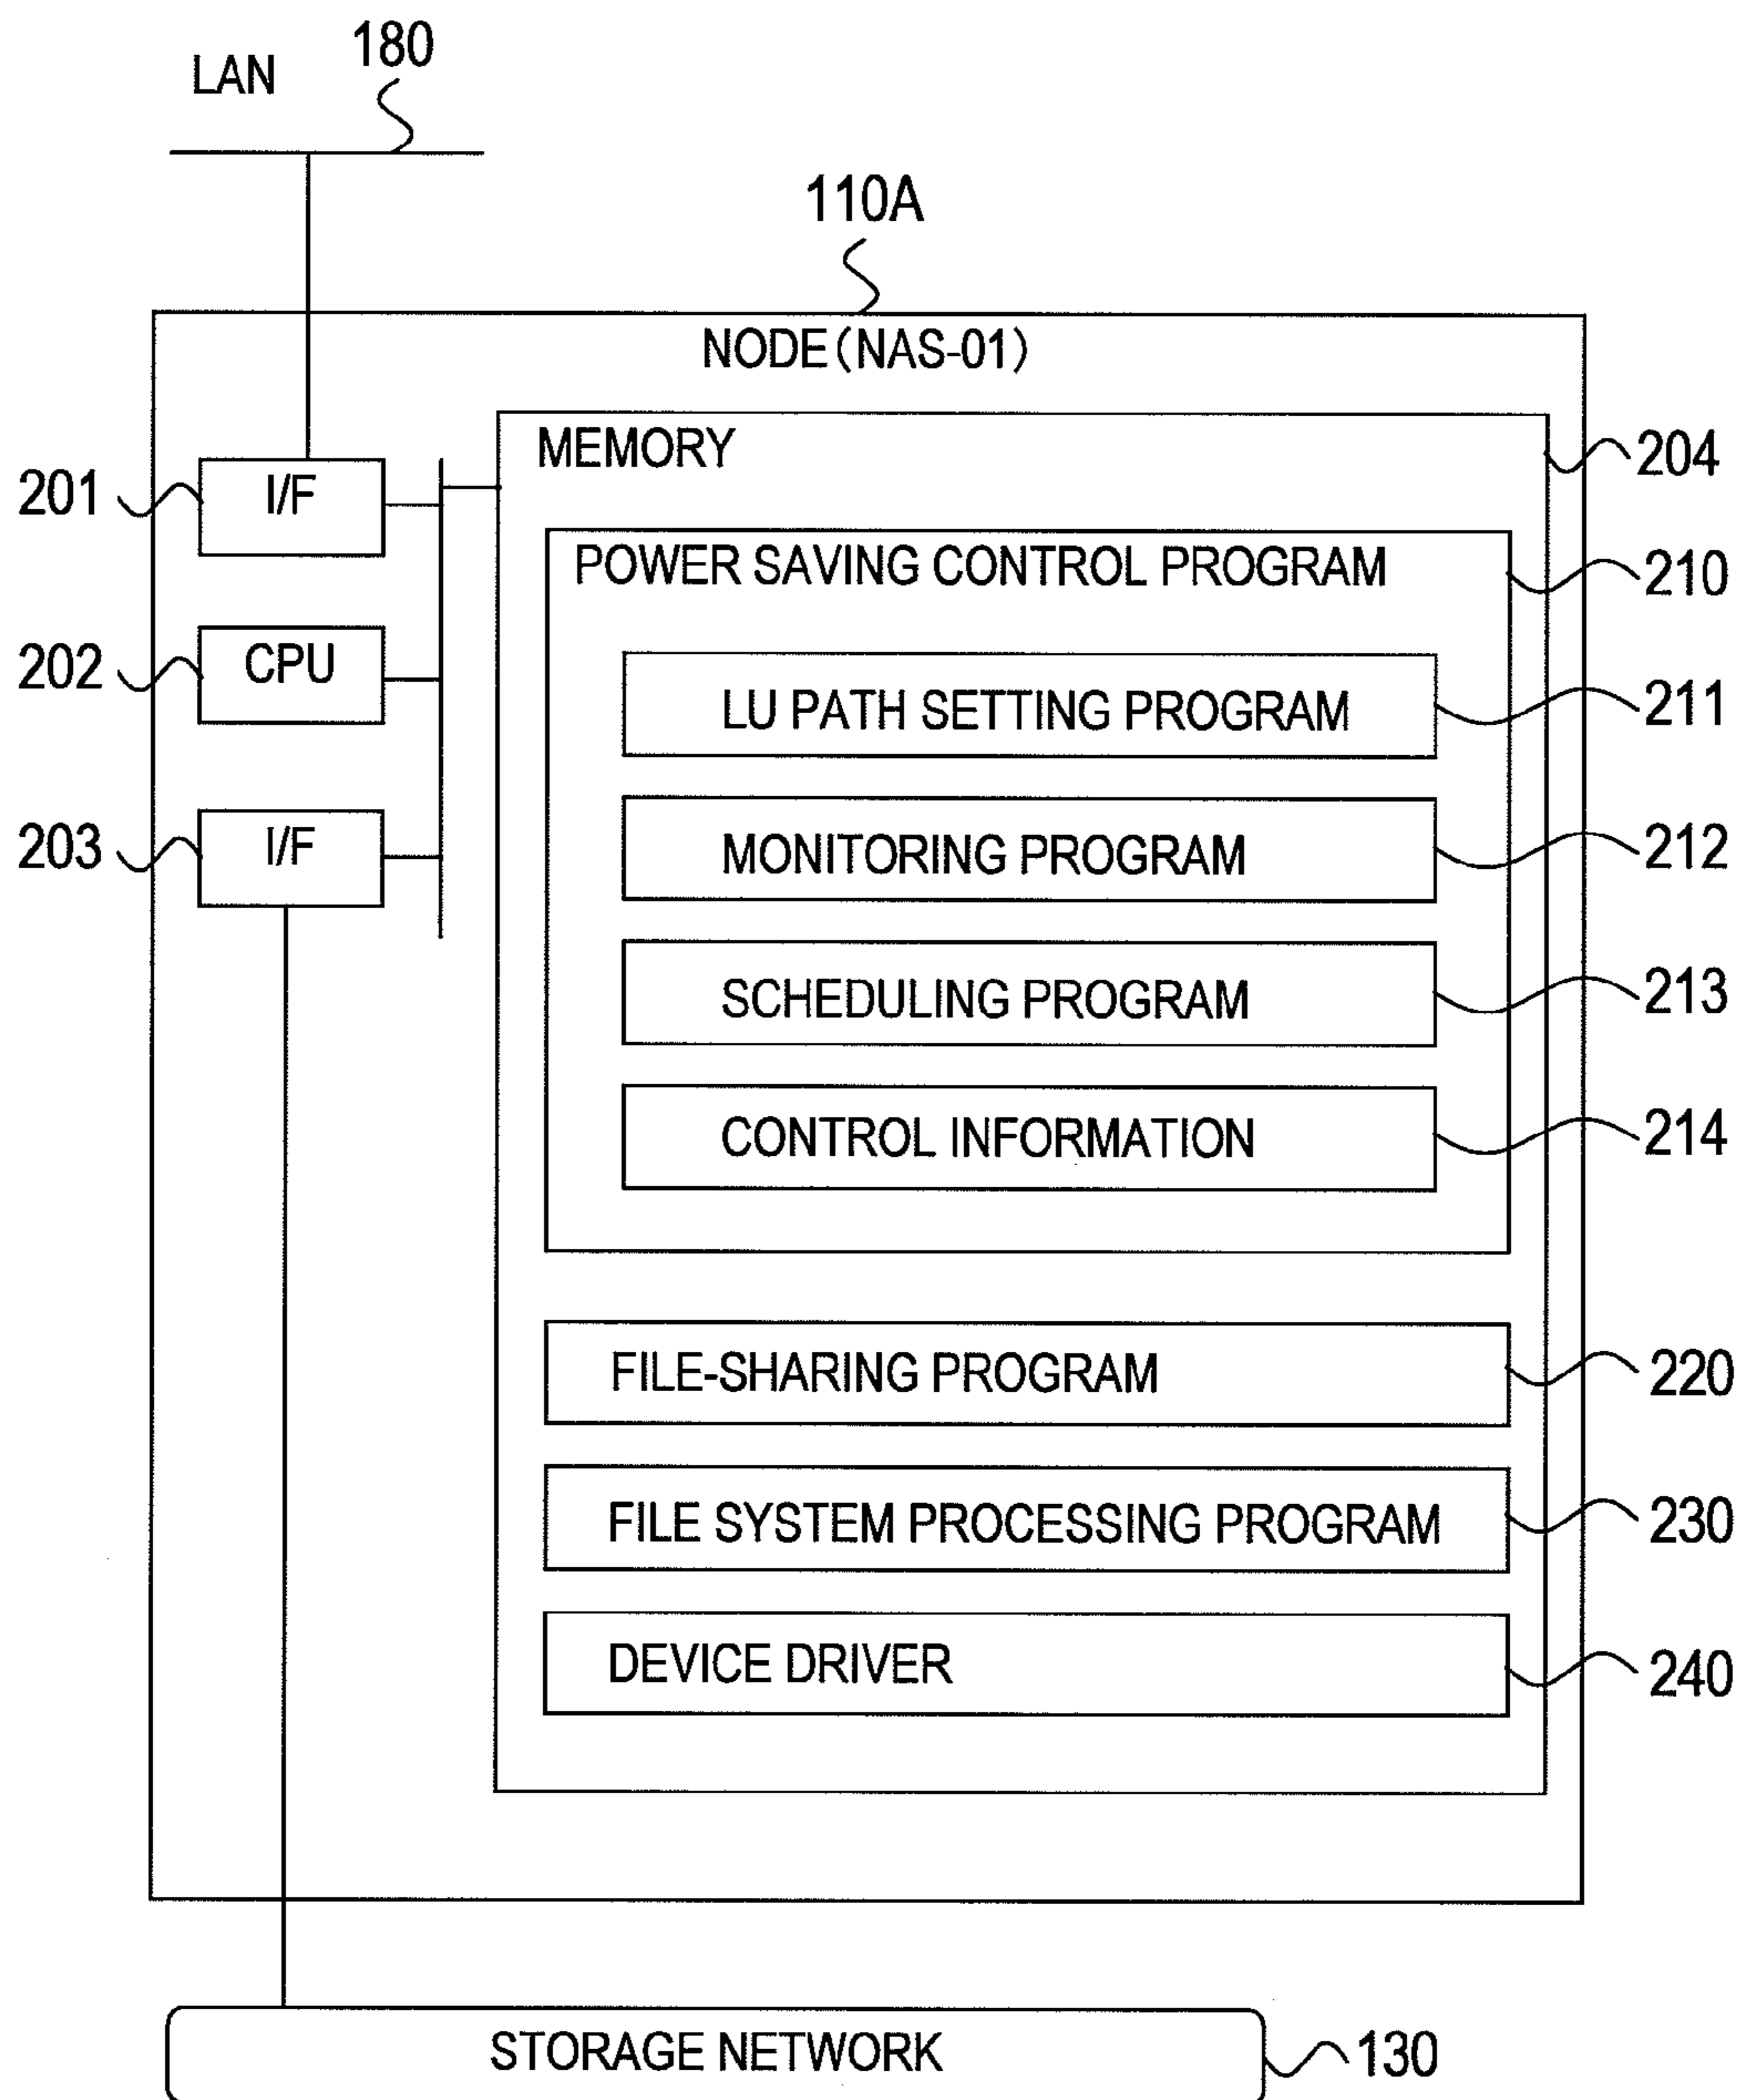 LAN 180
110A
NODE(NAS-01)
MEMORY 204
201 I/F
POWER SAVING CONTROL PROGRAM 210
202 CPU
LU PATH SETTING PROGRAM 211
203 I/F
MONITORING PROGRAM 212
SCHEDULING PROGRAM 213
CONTROL INFORMATION 214
FILE-SHARING PROGRAM 220
FILE SYSTEM PROCESSING PROGRAM 230
DEVICE DRIVER 240
STORAGE NETWORK 130